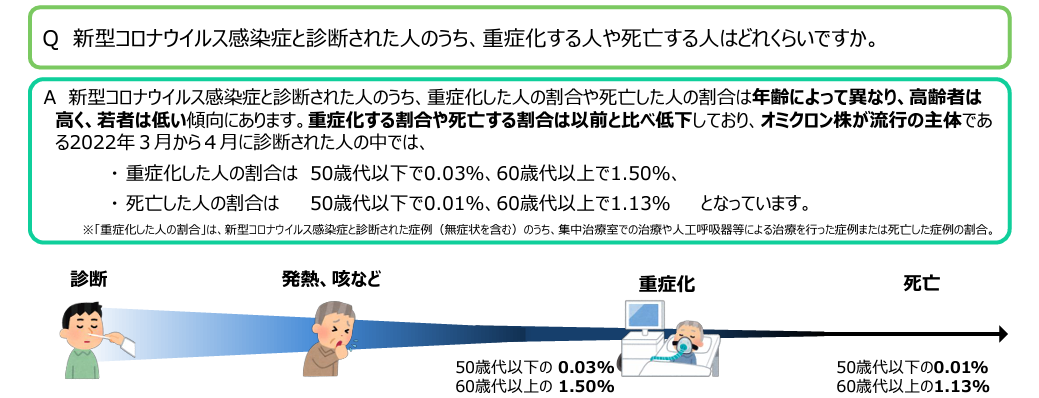 Q 新型コロナウイルス感染症と診断された人のうち、重症化する人や死亡する人はどれくらいですか。
A 新型コロナウイルス感染症と診断された人のうち、重症化した人の割合や死亡した人の割合は年齢によって異なり、高齢者は
高く、若者は低い傾向にあります。重症化する割合や死亡する割合は以前と比べ低下しており、オミクロン株が流行の主体であ
る2022年３月から４月に診断された人の中では、
・ 重症化した人の割合は 50歳代以下で0.03%、60歳代以上で1.50%、
・ 死亡した人の割合は 50歳代以下で0.01%、60歳代以上で1.13% となっています。
※「重症化した人の割合」は、新型コロナウイルス感染症と診断された症例（無症状を含む）のうち、集中治療室での治療や人工呼吸器等による治療を行った症例または死亡した症例の割合。
診断 発熱、咳など 重症化 死亡
50歳代以下の 0.03% 50歳代以下の0.01%
60歳代以上の 1.50% 60歳代以上の1.13%